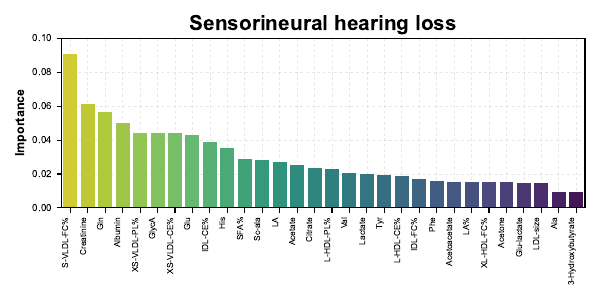 Sensorineural hearing loss
Importance
0.10
0.08
0.06
0.04
0.02
0.00
S-VLDL-FC%
Creatinine
Gln
Albumin
XS-VLDL-PL%
GlycA
XS-VLDL-CE%
Glu
IDL-CE%
His
SFA%
Sc-ala
LA
Acetate
Citrate
L-HDL-PL%
Val
Lactate
Tyr
L-HDL-CE%
IDL-FC%
Phe
Acetoacetate
LA%
XL-HDL-FC%
Acetone
Glu-lactate
LDL-size
Ala
3-Hydroxybutyrate